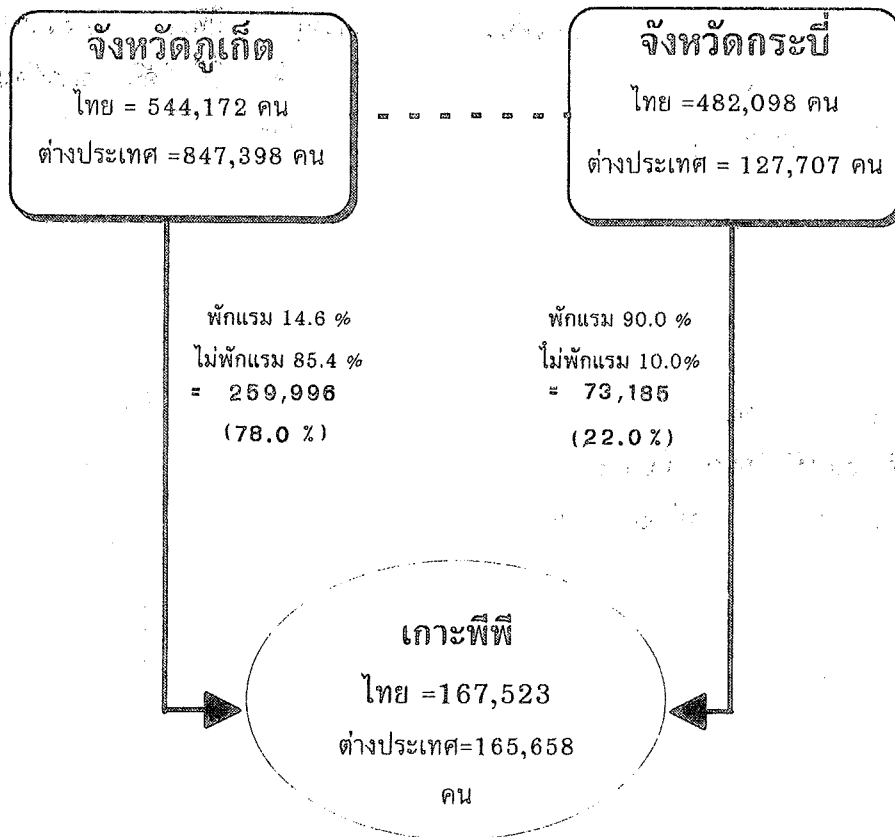 จังหวัดภูเก็ต
ไทย = 544,172 คน
ต่างประเทศ =847,398 คน
จังหวัดกระบี่
ไทย =482,098 คน
ต่างประเทศ = 127,707 คน
พักแรม 14.6 %
ไม่พักแรม 85.4 %
= 259,996
(78.0 %)
พักแรม 90.0 %
ไม่พักแรม 10.0%
= 73,185
(22.0 %)
เกาะพีพี
ไทย =167,523
ต่างประเทศ=165,658
คน